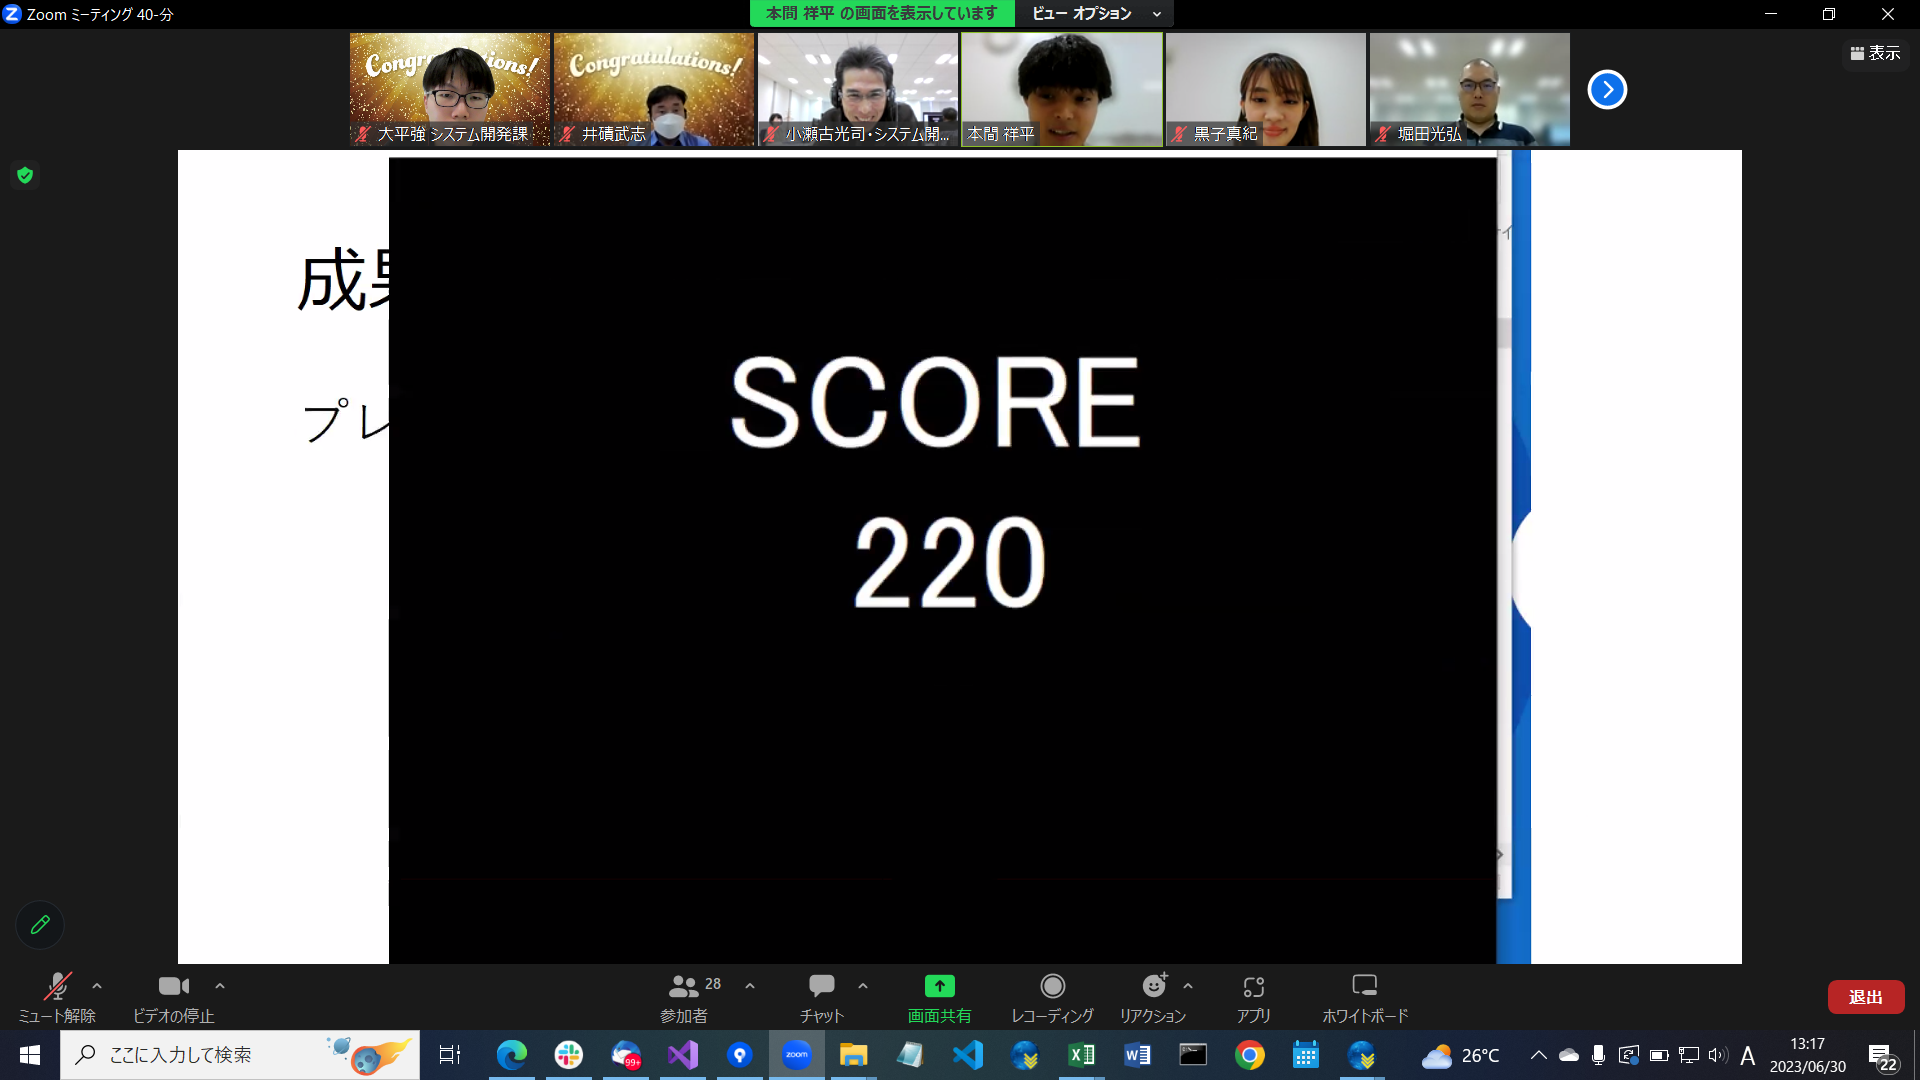 Zoom ミーティング 40-分
本間 祥平 の画面を表示しています
ビュー オプション
表示
Congratulations!
大平強 システム開発課
井磧武志
小瀬古光司・システム開...
本間 祥平
黒子真紀
堀田光弘
成果
プレ
SCORE
220
ミュート解除
ビデオの停止
28
参加者
チャット
画面共有
レコーディング
リアクション
アプリ
ホワイトボード
退出
ここに入力して検索
99+
zoom
26°C
A
13:17
2023/06/30
22